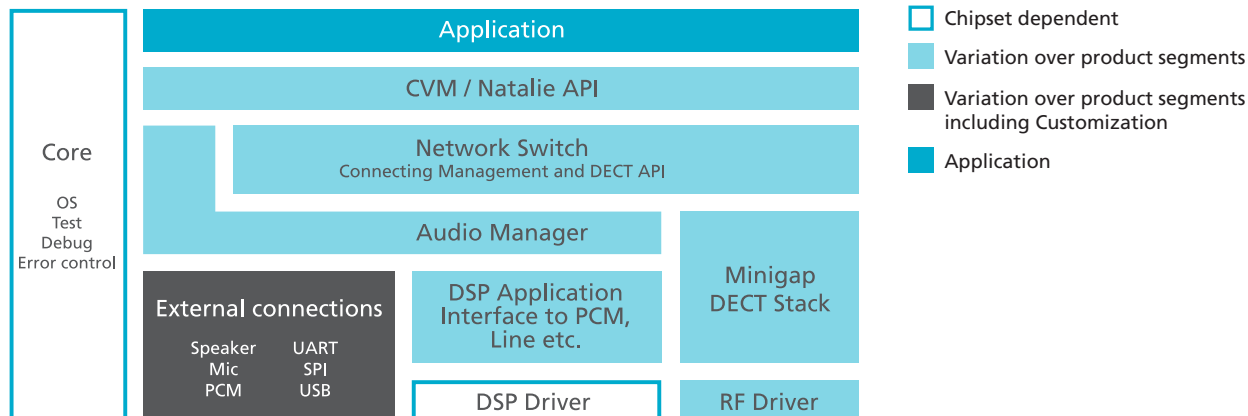 Core
OS
Test
Debug
Error control
Application
CVM / Natalie API
Network Switch
Connecting Management and DECT API
Audio Manager
External connections
Speaker UART
Mic SPI
PCM USB
DSP Application
Interface to PCM,
Line etc.
DSP Driver
Minigap
DECT Stack
RF Driver
Chipset dependent
Variation over product segments
Variation over product segments
including Customization
Application